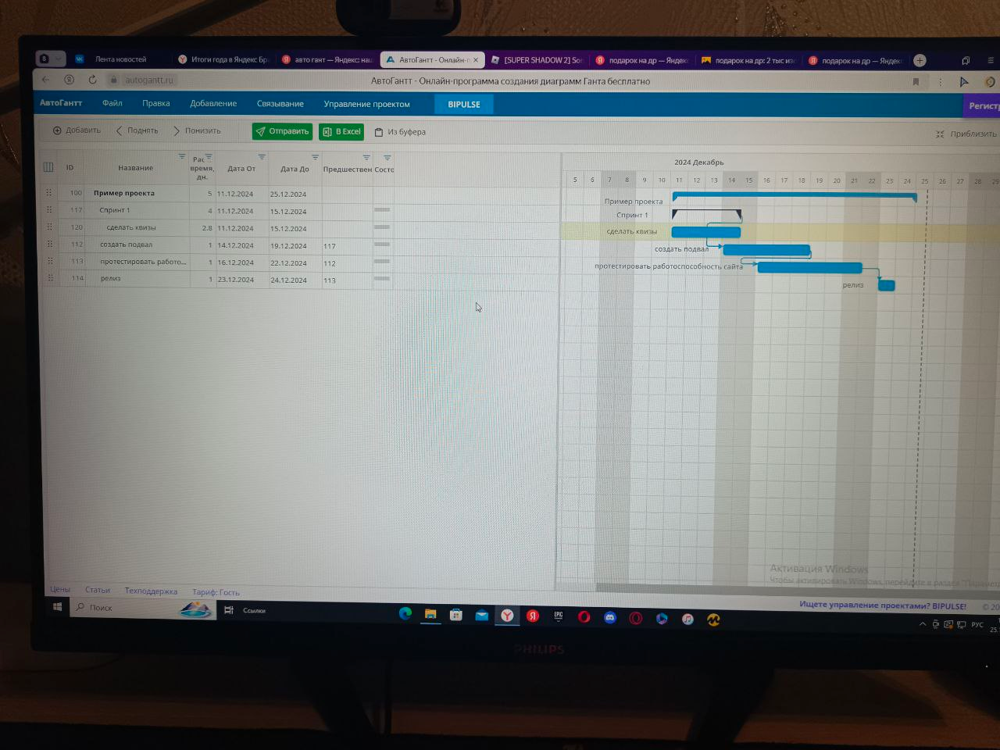 8
Лента новостей
Итоги года в Яндекс Бр
авто гант — Яндекс: на
АвтоГантт - Онлайн-п
[SUPER SHADOW 2] Son
подарок на др — Яндекс
подарок на др: 2 тыс из
подарок на др — Яндекс
autogantt.ru
АвтоГантт - Онлайн-программа создания диаграмм Ганта бесплатно
АвтоГантт Файл Правка Добавление Связывание Управление проектом BIPULSE Регистр
Добавить Поднять Понизить Отправить В Excel Из буфера Приблизить
ID Название время, дн. Дата От Дата До Предшествен Состо
100 Пример проекта 5 11.12.2024 25.12.2024
117 Спринт 1 4 11.12.2024 15.12.2024
120 сделать квизы 2.8 11.12.2024 15.12.2024
112 создать подвал 1 14.12.2024 19.12.2024 117
113 протестировать работо... 1 16.12.2024 22.12.2024 112
114 релиз 1 23.12.2024 24.12.2024 113
2024 Декабрь
5 6 7 8 9 10 11 12 13 14 15 16 17 18 19 20 21 22 23 24 25 26 27 28 29
Пример проекта
Спринт 1
сделать квизы
создать подвал
протестировать работоспособность сайта
релиз
Активация Windows
Чтобы активировать Windows, перейдите в раздел "Параме
Цены Статьи Техподдержка Тариф: Гость
Ищете управление проектами? BIPULSE! © 20
Поиск
Ссылки
EPIC
РУС
25.
PHILIPS